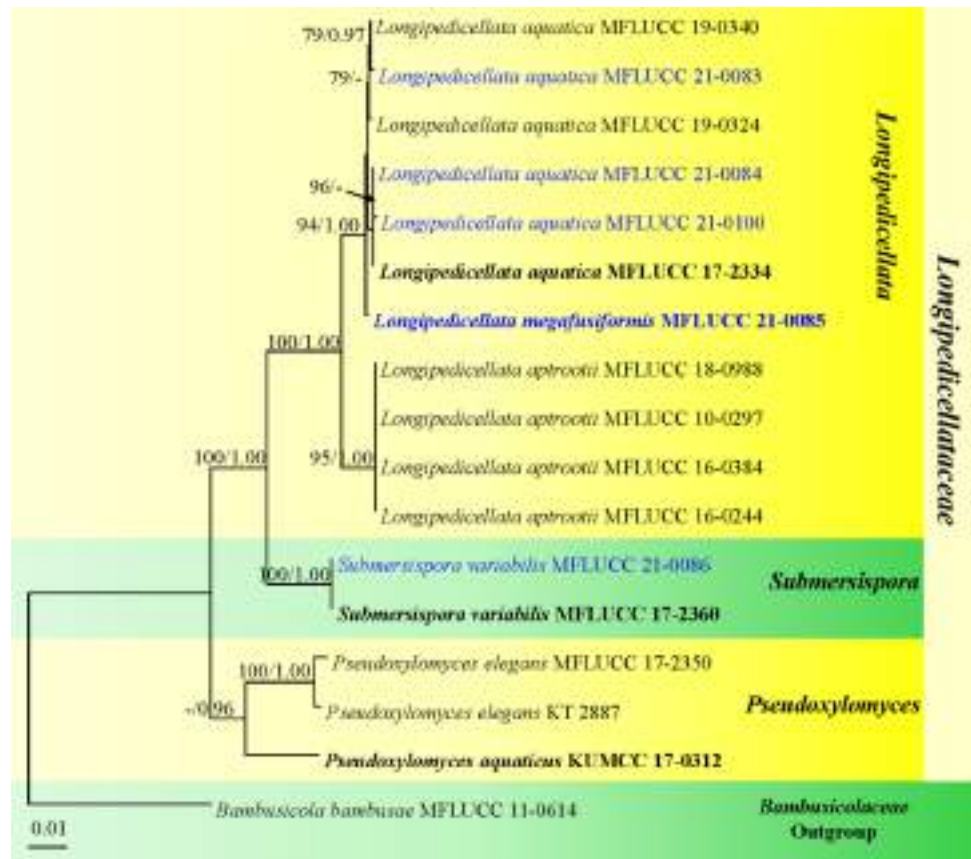 79/0.97
Longipedicellata aquatica MFLUCC 19-0340
79/-
Longipedicellata aquatica MFLUCC 21-0083
Longipedicellata aquatica MFLUCC 19-0324
Longipedicellata aquatica MFLUCC 21-0084
96/-
Longipedicellata aquatica MFLUCC 21-0100
94/1.00
Longipedicellata aquatica MFLUCC 17-2334
Longipedicellata megafusiformis MFLUCC 21-0085
100/1.00
Longipedicellata aptrootii MFLUCC 18-0988
Longipedicellata aptrootii MFLUCC 10-0297
95/1.00
Longipedicellata aptrootii MFLUCC 16-0384
Longipedicellata aptrootii MFLUCC 16-0244
Longipedicellata
Longipedicellataceae
100/1.00
100/1.00
Submersispora variabilis MFLUCC 21-0086
Submersispora variabilis MFLUCC 17-2360
Submersispora
Pseudoxylomyces elegans MFLUCC 17-2350
100/1.00
Pseudoxylomyces elegans KT 2887
-/0.96
Pseudoxylomyces aquaticus KUMCC 17-0312
Pseudoxylomyces
Bambusicola bambusae MFLUCC 11-0614
Bambusicolaceae
Outgroup
0.01